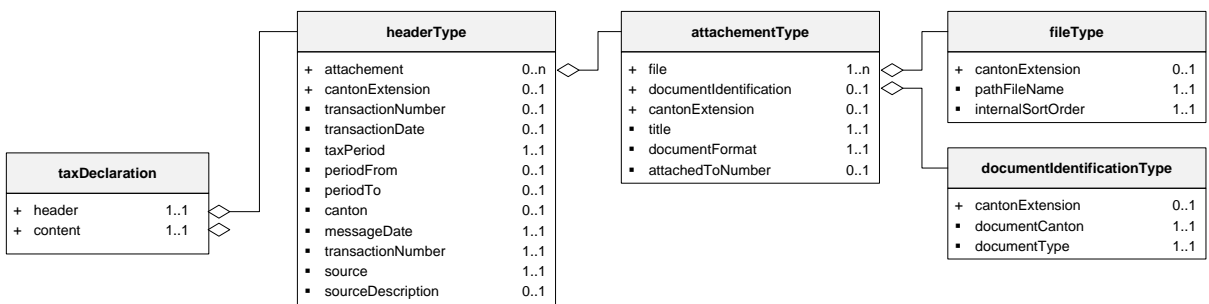 headerType
+ attachement 0..n
+ cantonExtension 0..1
▪ transactionNumber 0..1
▪ transactionDate 0..1
▪ taxPeriod 1..1
▪ periodFrom 0..1
▪ periodTo 0..1
▪ canton 0..1
▪ messageDate 1..1
▪ transactionNumber 1..1
▪ source 1..1
▪ sourceDescription 0..1
attachementType
+ file 1..n
+ documentIdentification 0..1
+ cantonExtension 0..1
▪ title 1..1
▪ documentFormat 1..1
▪ attachedToNumber 0..1
fileType
+ cantonExtension 0..1
▪ pathFileName 1..1
▪ internalSortOrder 1..1
taxDeclaration
+ header 1..1
+ content 1..1
documentIdentificationType
+ cantonExtension 0..1
▪ documentCanton 1..1
▪ documentType 1..1